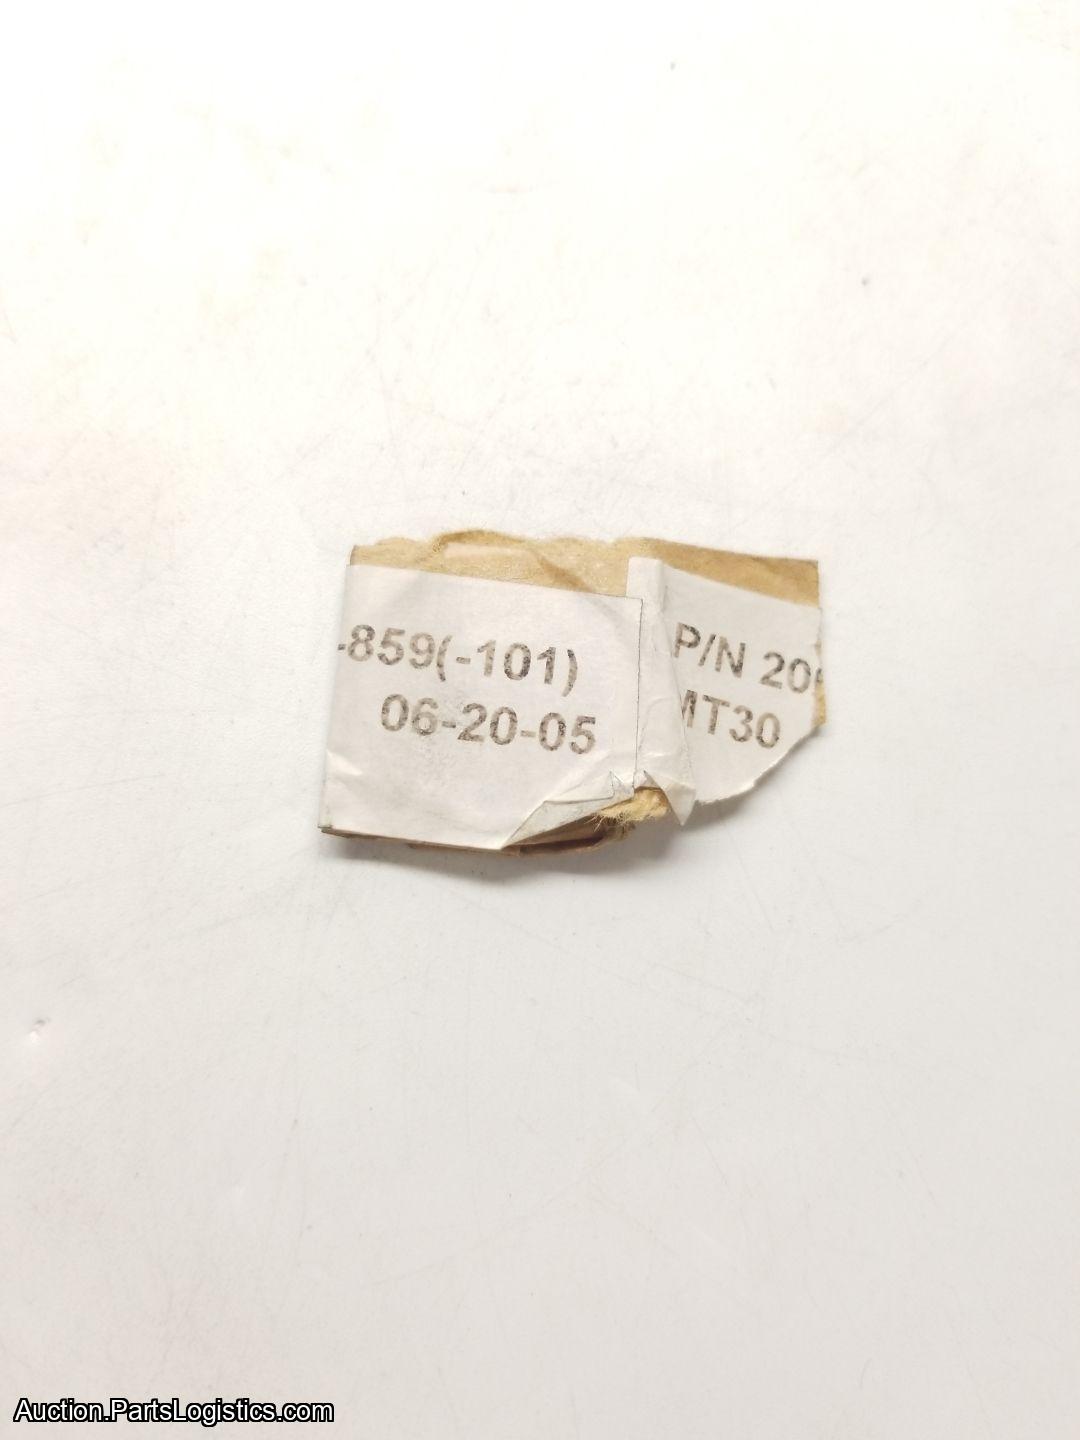 -859(-101)
06-20-05
P/N 20
MT30
Auction.PartsLogistics.com